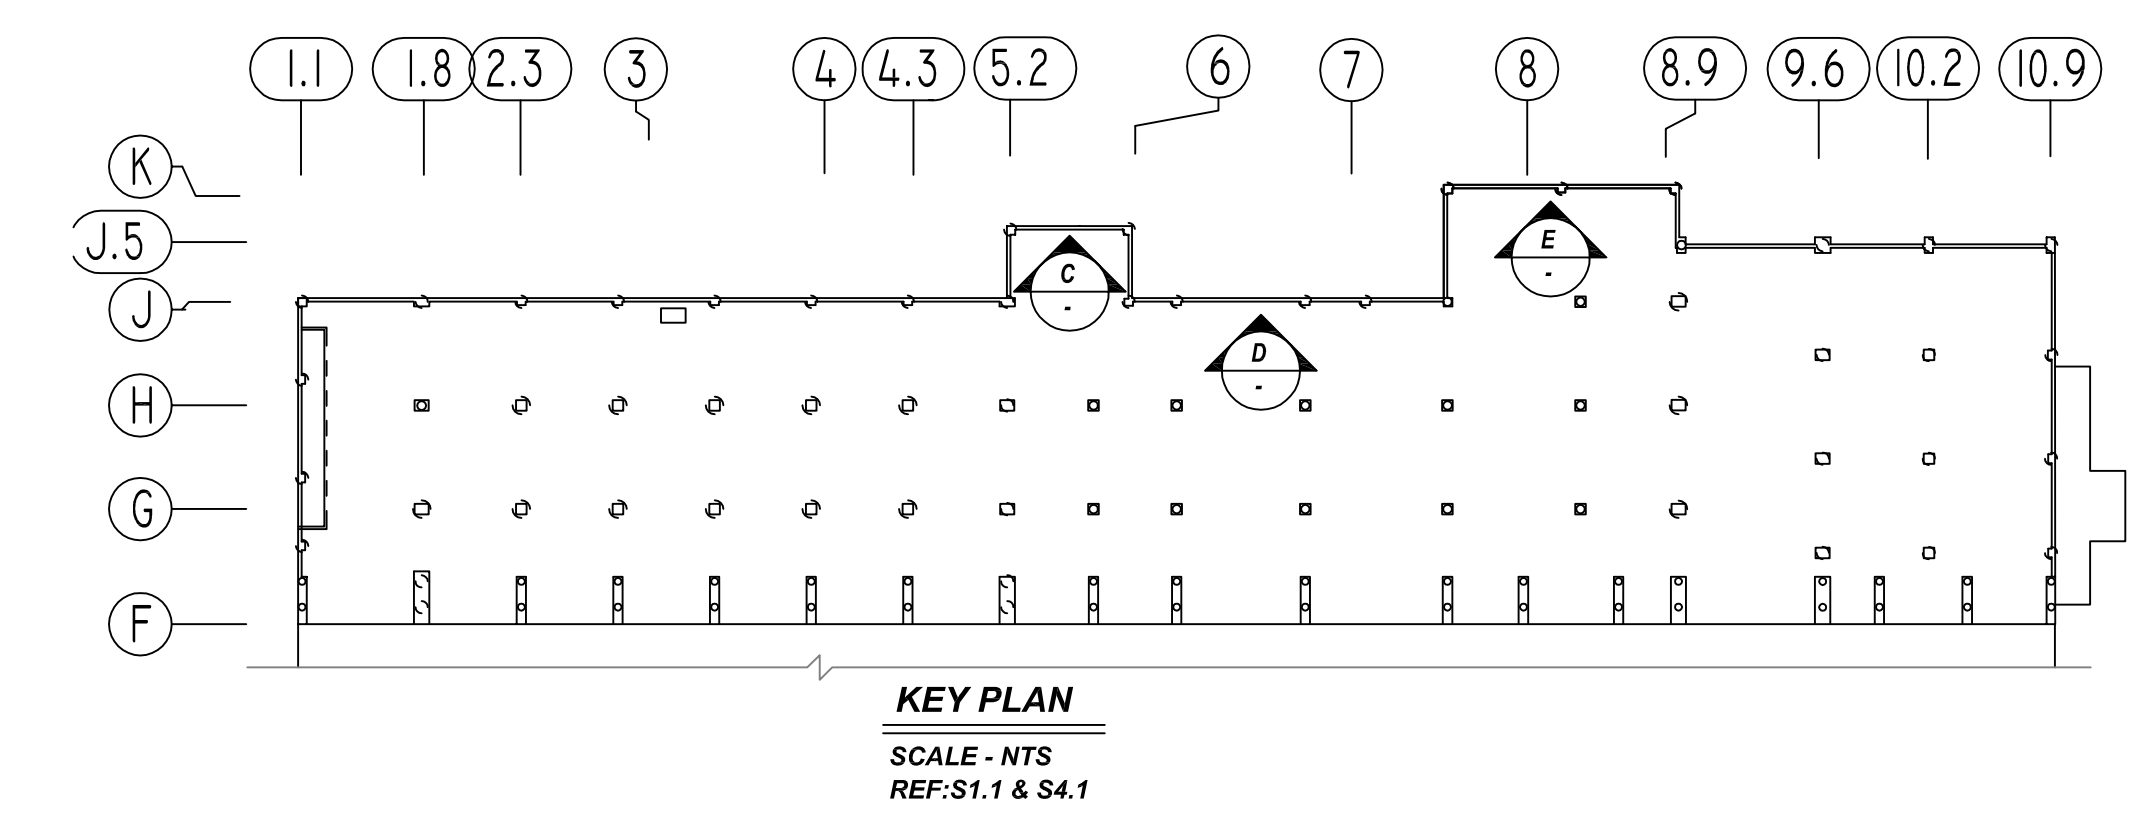 1.1 1.8 2.3 3 4 4.3 5.2 6 7 8 8.9 9.6 10.2 10.9
K
J.5
E
-
C
-
J
D
-
H
G
F
KEY PLAN
SCALE - NTS
REF:S1.1 & S4.1